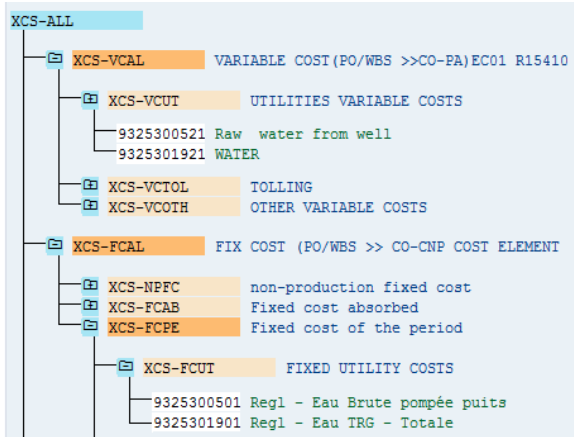 XCS-ALL
XCS-VCAL VARIABLE COST(PO/WBS >>CO-PA)EC01 R15410
XCS-VCUT UTILITIES VARIABLE COSTS
9325300521 Raw water from well
9325301921 WATER
XCS-VCTOL TOLLING
XCS-VCOTH OTHER VARIABLE COSTS
XCS-FCAL FIX COST (PO/WBS >> CO-CNP COST ELEMENT
XCS-NPFC non-production fixed cost
XCS-FCAB Fixed cost absorbed
XCS-FCPE Fixed cost of the period
XCS-FCUT FIXED UTILITY COSTS
9325300501 Regl - Eau Brute pompée puits
9325301901 Regl - Eau TRG - Totale